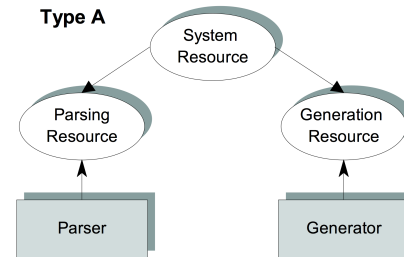 Type A
System
Resource
Parsing
Resource
Generation
Resource
Parser
Generator